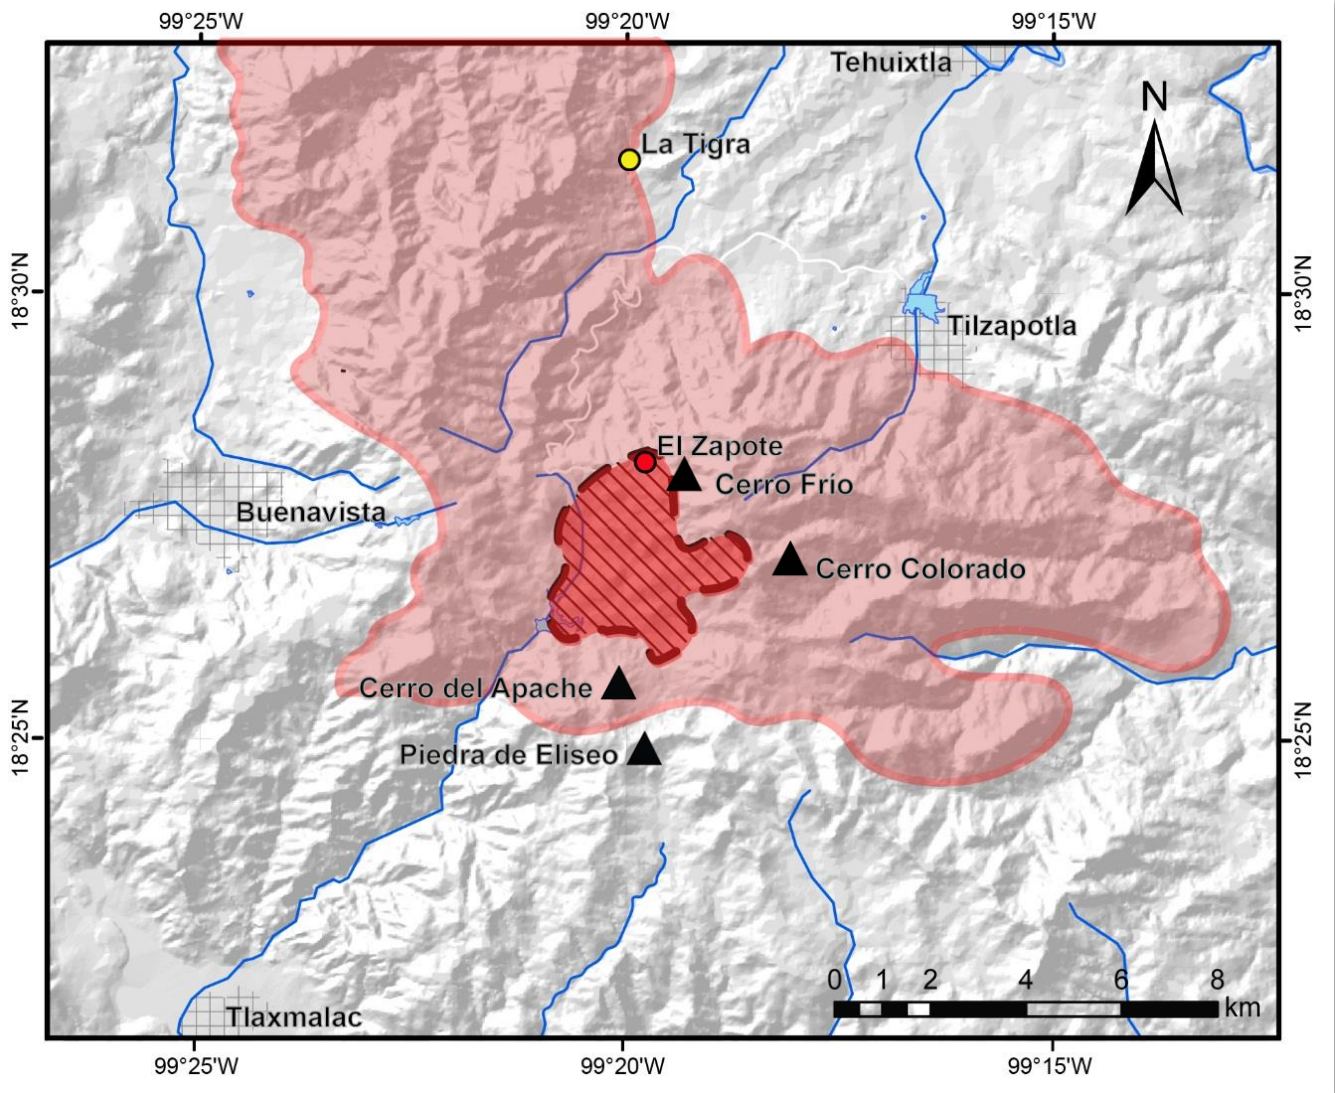 99°25'W
99°20'W
99°15'W
Tehuixtla
N
La Tigra
18°30'N
18°30'N
Tilzapotla
El Zapote
Cerro Frío
Buenavista
Cerro Colorado
Cerro del Apache
18°25'N
18°25'N
Piedra de Eliseo
0 1 2 4 6 8
km
Tlaxmalac
99°25'W
99°20'W
99°15'W